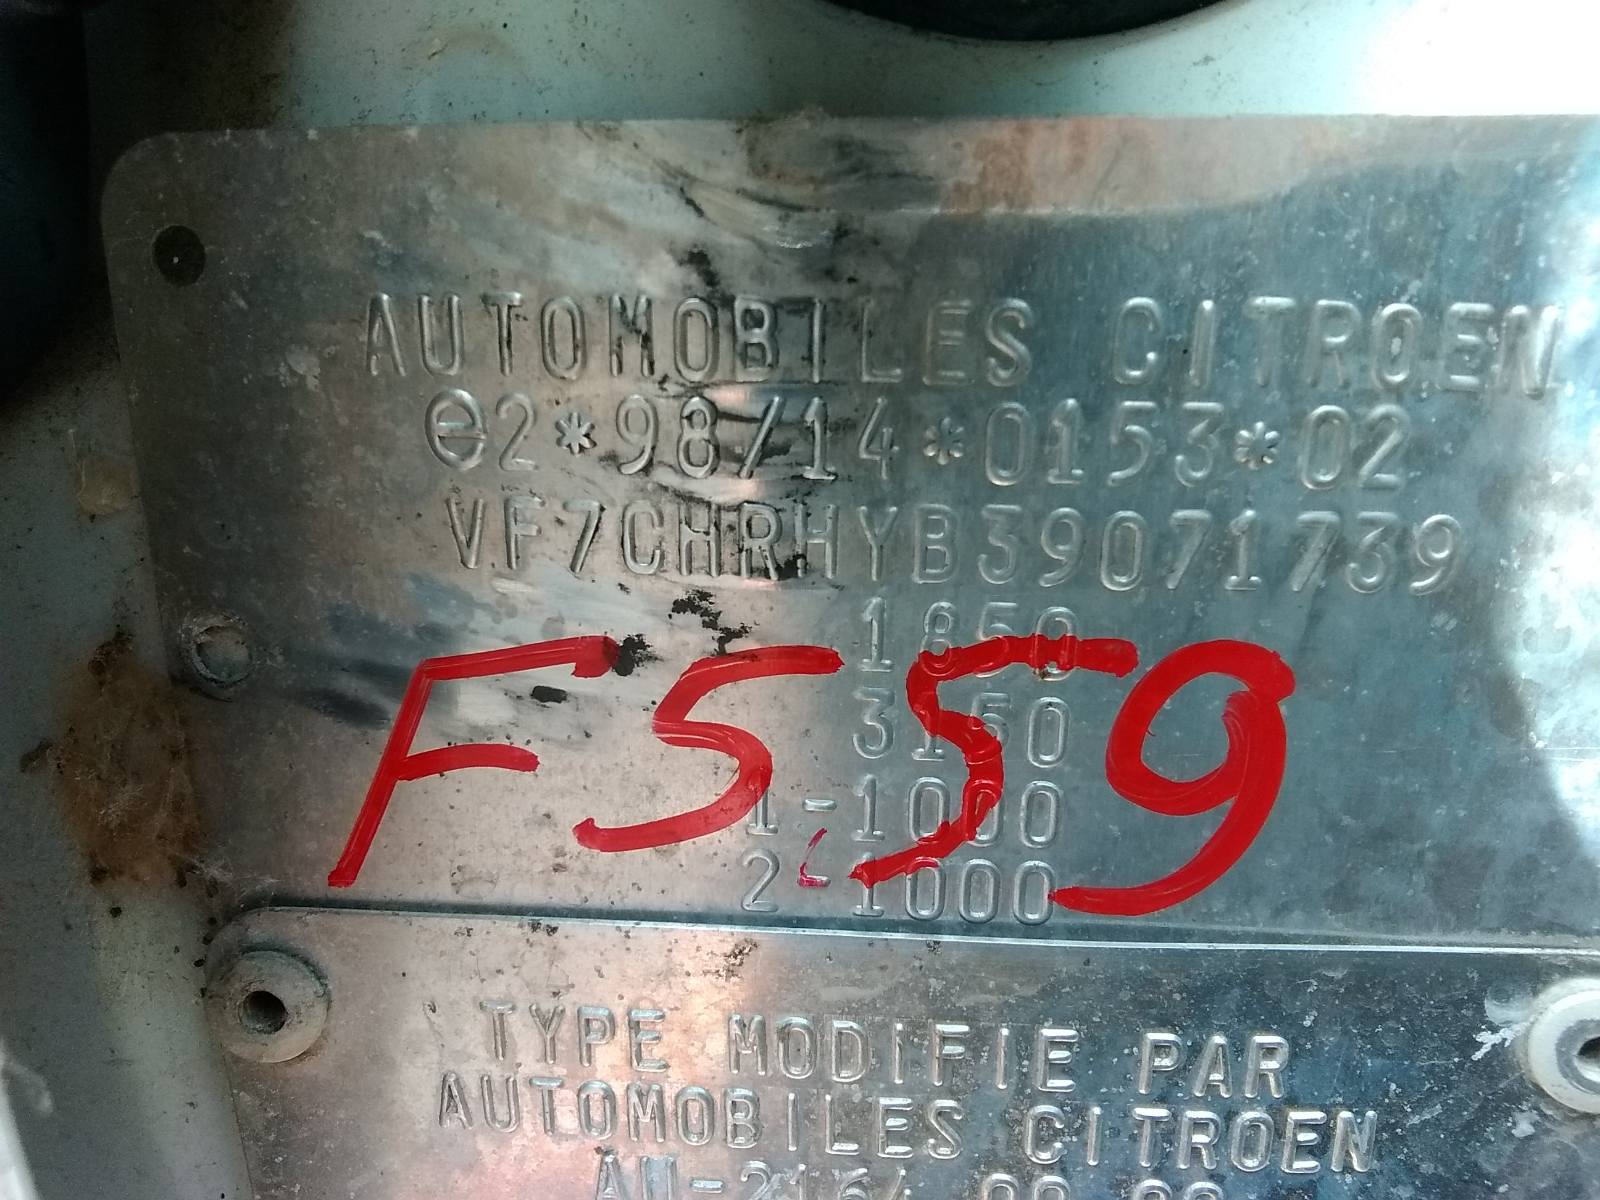 AUTOMOBILES CITROEN
e2*98/14*0153*02
VF7CHRHYB39071739
1850
3150
1-1000
2-1000
F559
TYPE MODIFIE PAR
AUTOMOBILES CITROEN